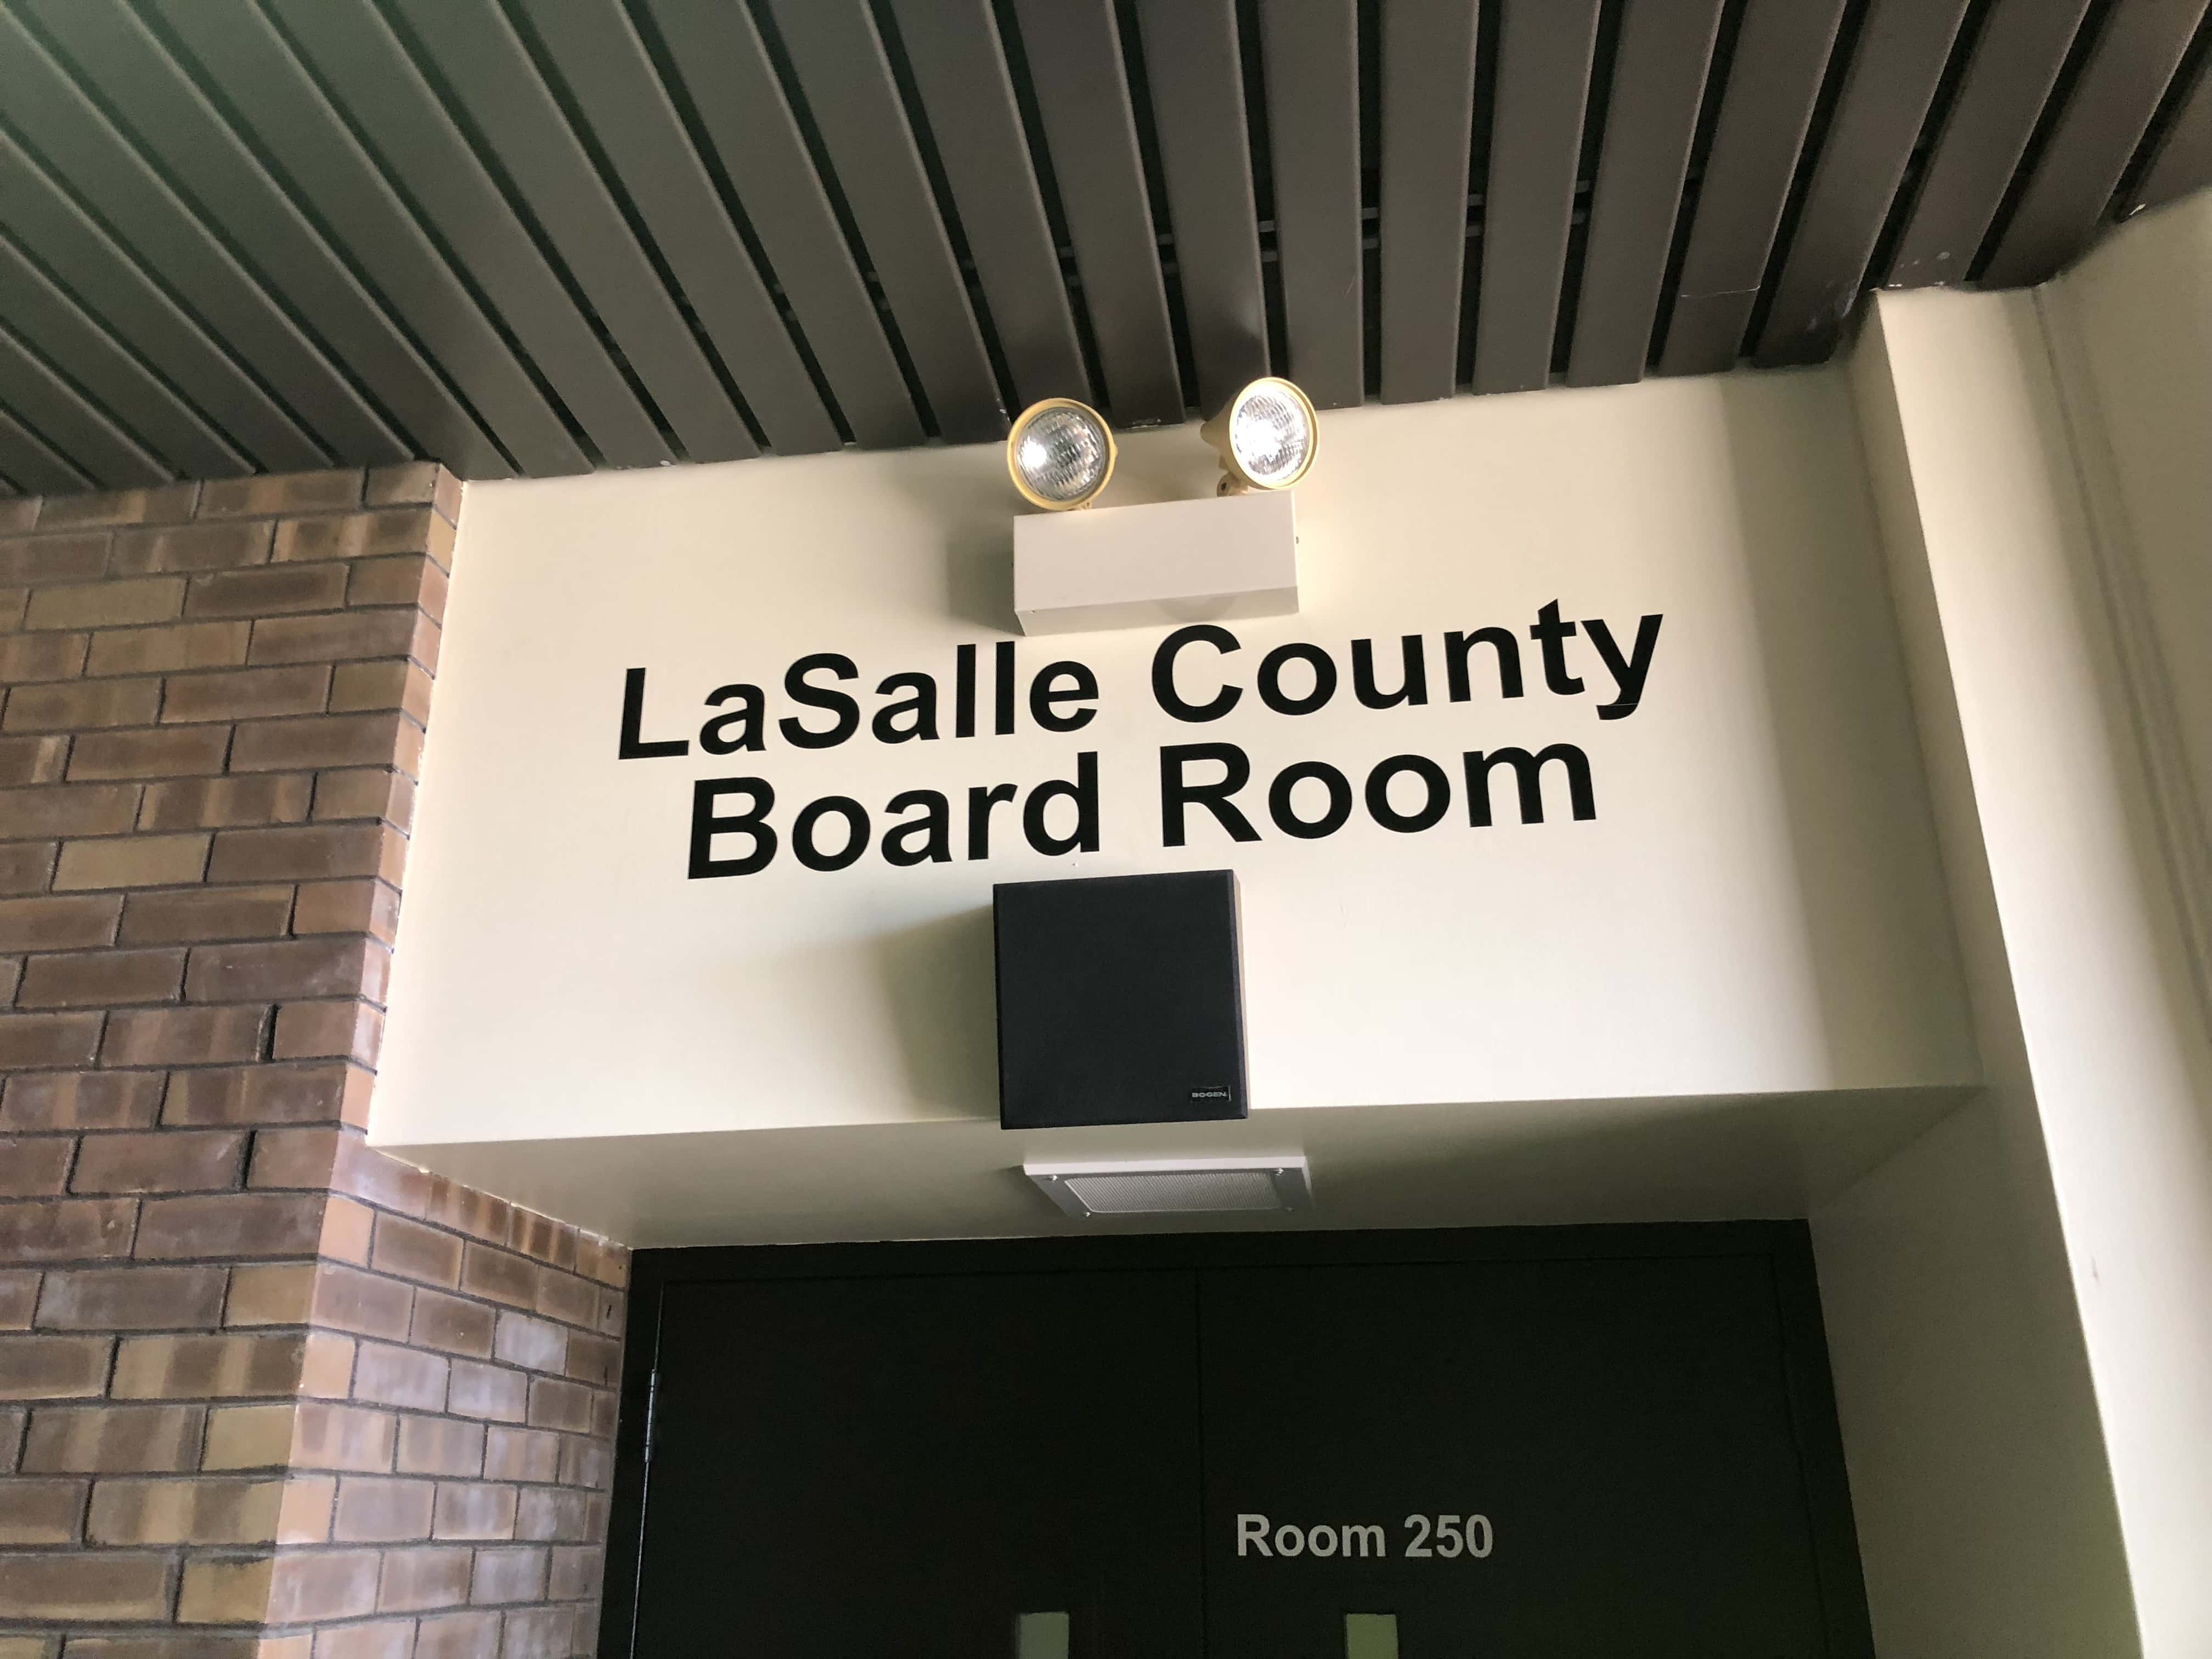 LaSalle County
Board Room
BOGEN
Room 250